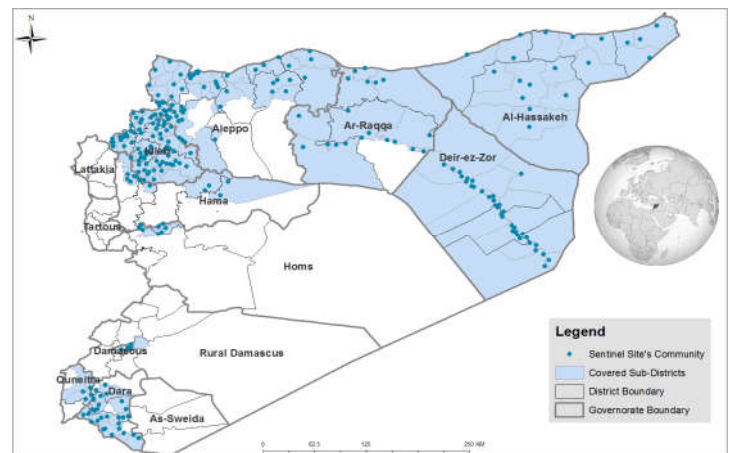 N
Aleppo
Ar-Raqqa
Al-Hassakeh
Idleb
Lattakia
Deir-ez-Zor
Hama
Tartous
Homs
Damascus
Rural Damascus
Quneitra
Dara
As-Sweida
Legend
Sentinel Site's Community
Covered Sub-Districts
District Boundary
Governorate Boundary
0 62.5 125 250 KM